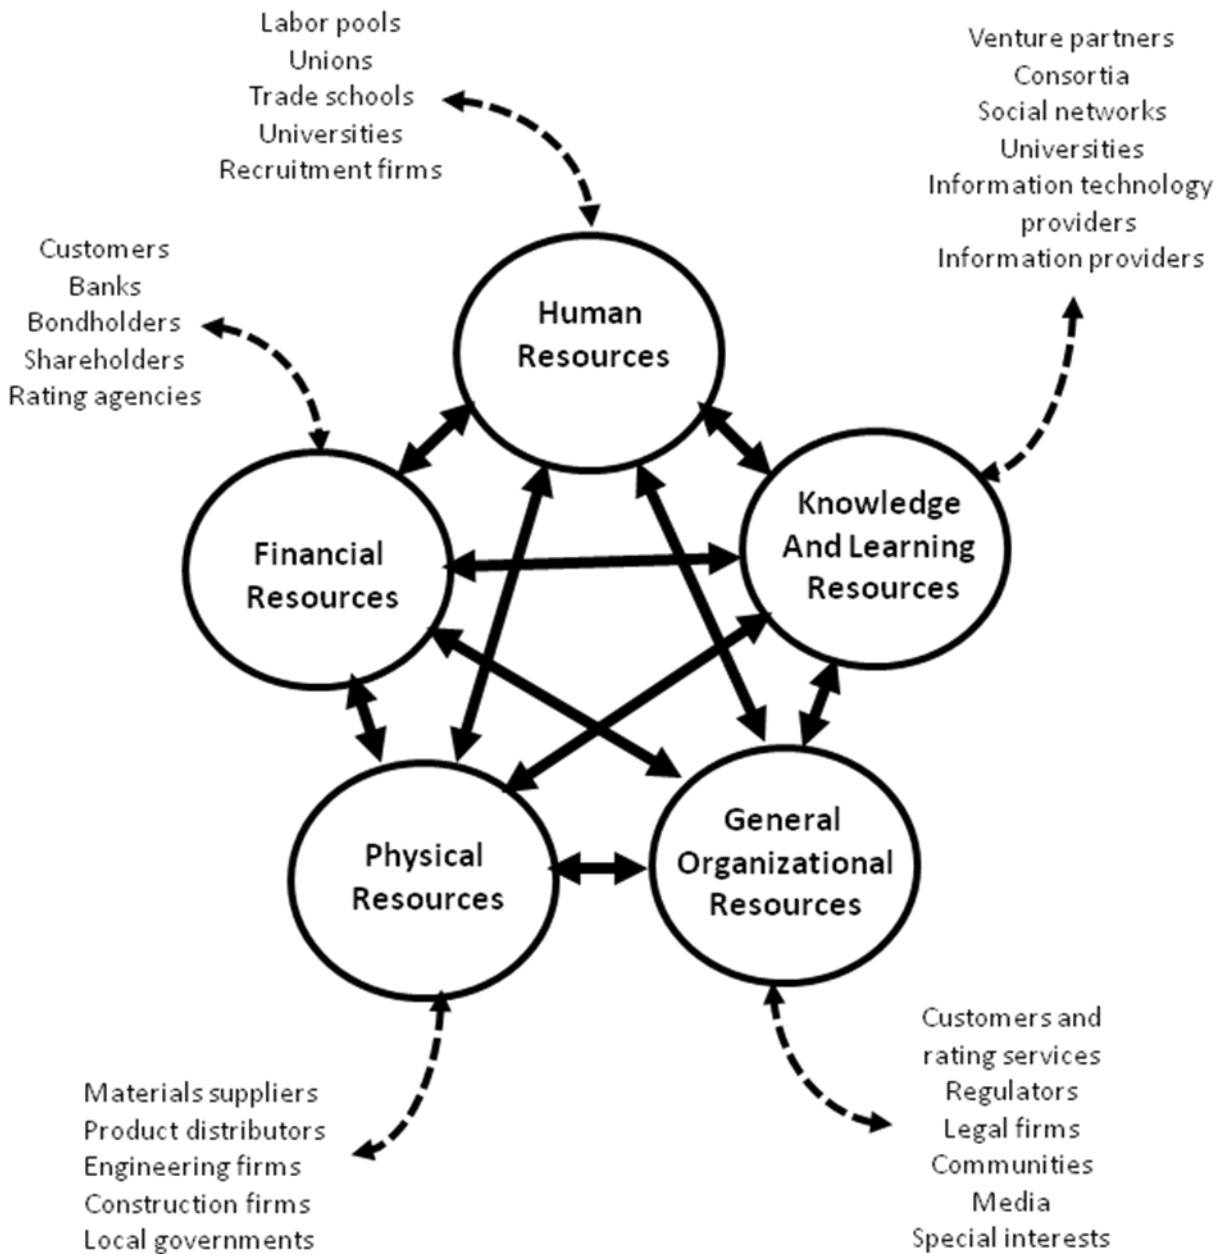 Labor pools
Unions
Trade schools
Universities
Recruitment firms
Venture partners
Consortia
Social networks
Universities
Information technology
providers
Information providers
Customers
Banks
Bondholders
Shareholders
Rating agencies
Human
Resources
Knowledge
And Learning
Resources
Financial
Resources
Physical
Resources
General
Organizational
Resources
Materials suppliers
Product distributors
Engineering firms
Construction firms
Local governments
Customers and
rating services
Regulators
Legal firms
Communities
Media
Special interests